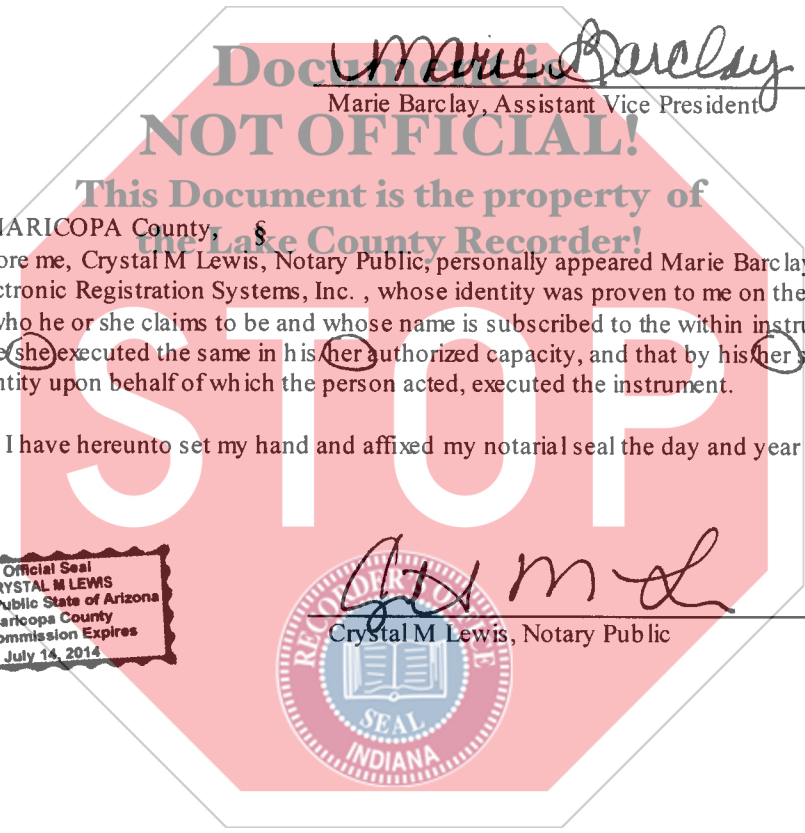 Marie Barclay
Document is
Marie Barclay, Assistant Vice President
NOT OFFICIAL!
This Document is the property of
the Lake County Recorder!
MARICOPA County, §
ore me, Crystal M Lewis, Notary Public, personally appeared Marie Barclay
ctronic Registration Systems, Inc. , whose identity was proven to me on the
who he or she claims to be and whose name is subscribed to the within instru
e/she executed the same in his/her authorized capacity, and that by his/her s
ntity upon behalf of which the person acted, executed the instrument.
STOP
I have hereunto set my hand and affixed my notarial seal the day and year
Official Seal
RYSTAL M LEWIS
Public State of Arizona
aricopa County
ommission Expires
July 14, 2014
Crystal M Lewis, Notary Public
RECORDER'S OFFICE
SEAL
INDIANA